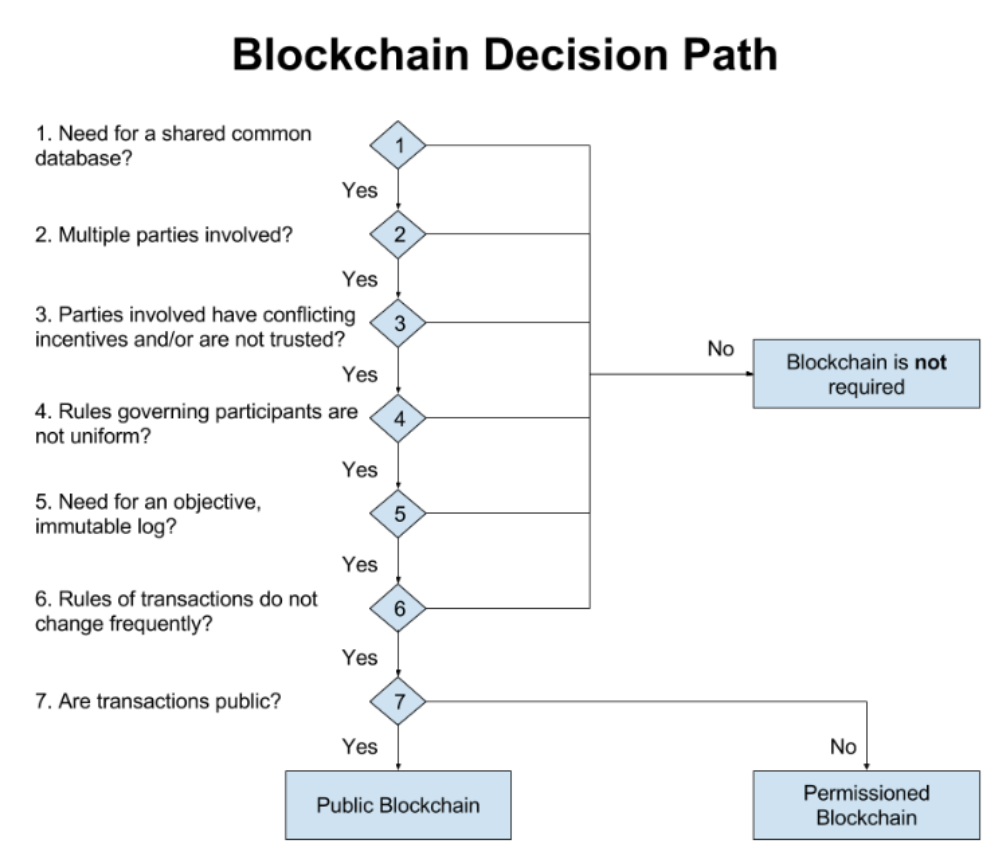 Blockchain Decision Path
1. Need for a shared common
database?
1
Yes
2. Multiple parties involved?
2
Yes
3. Parties involved have conflicting
incentives and/or are not trusted?
3
Yes
No
Blockchain is not
required
4. Rules governing participants are
not uniform?
4
Yes
5. Need for an objective,
immutable log?
5
Yes
6. Rules of transactions do not
change frequently?
6
Yes
7. Are transactions public?
7
Yes
No
Public Blockchain
Permissioned
Blockchain